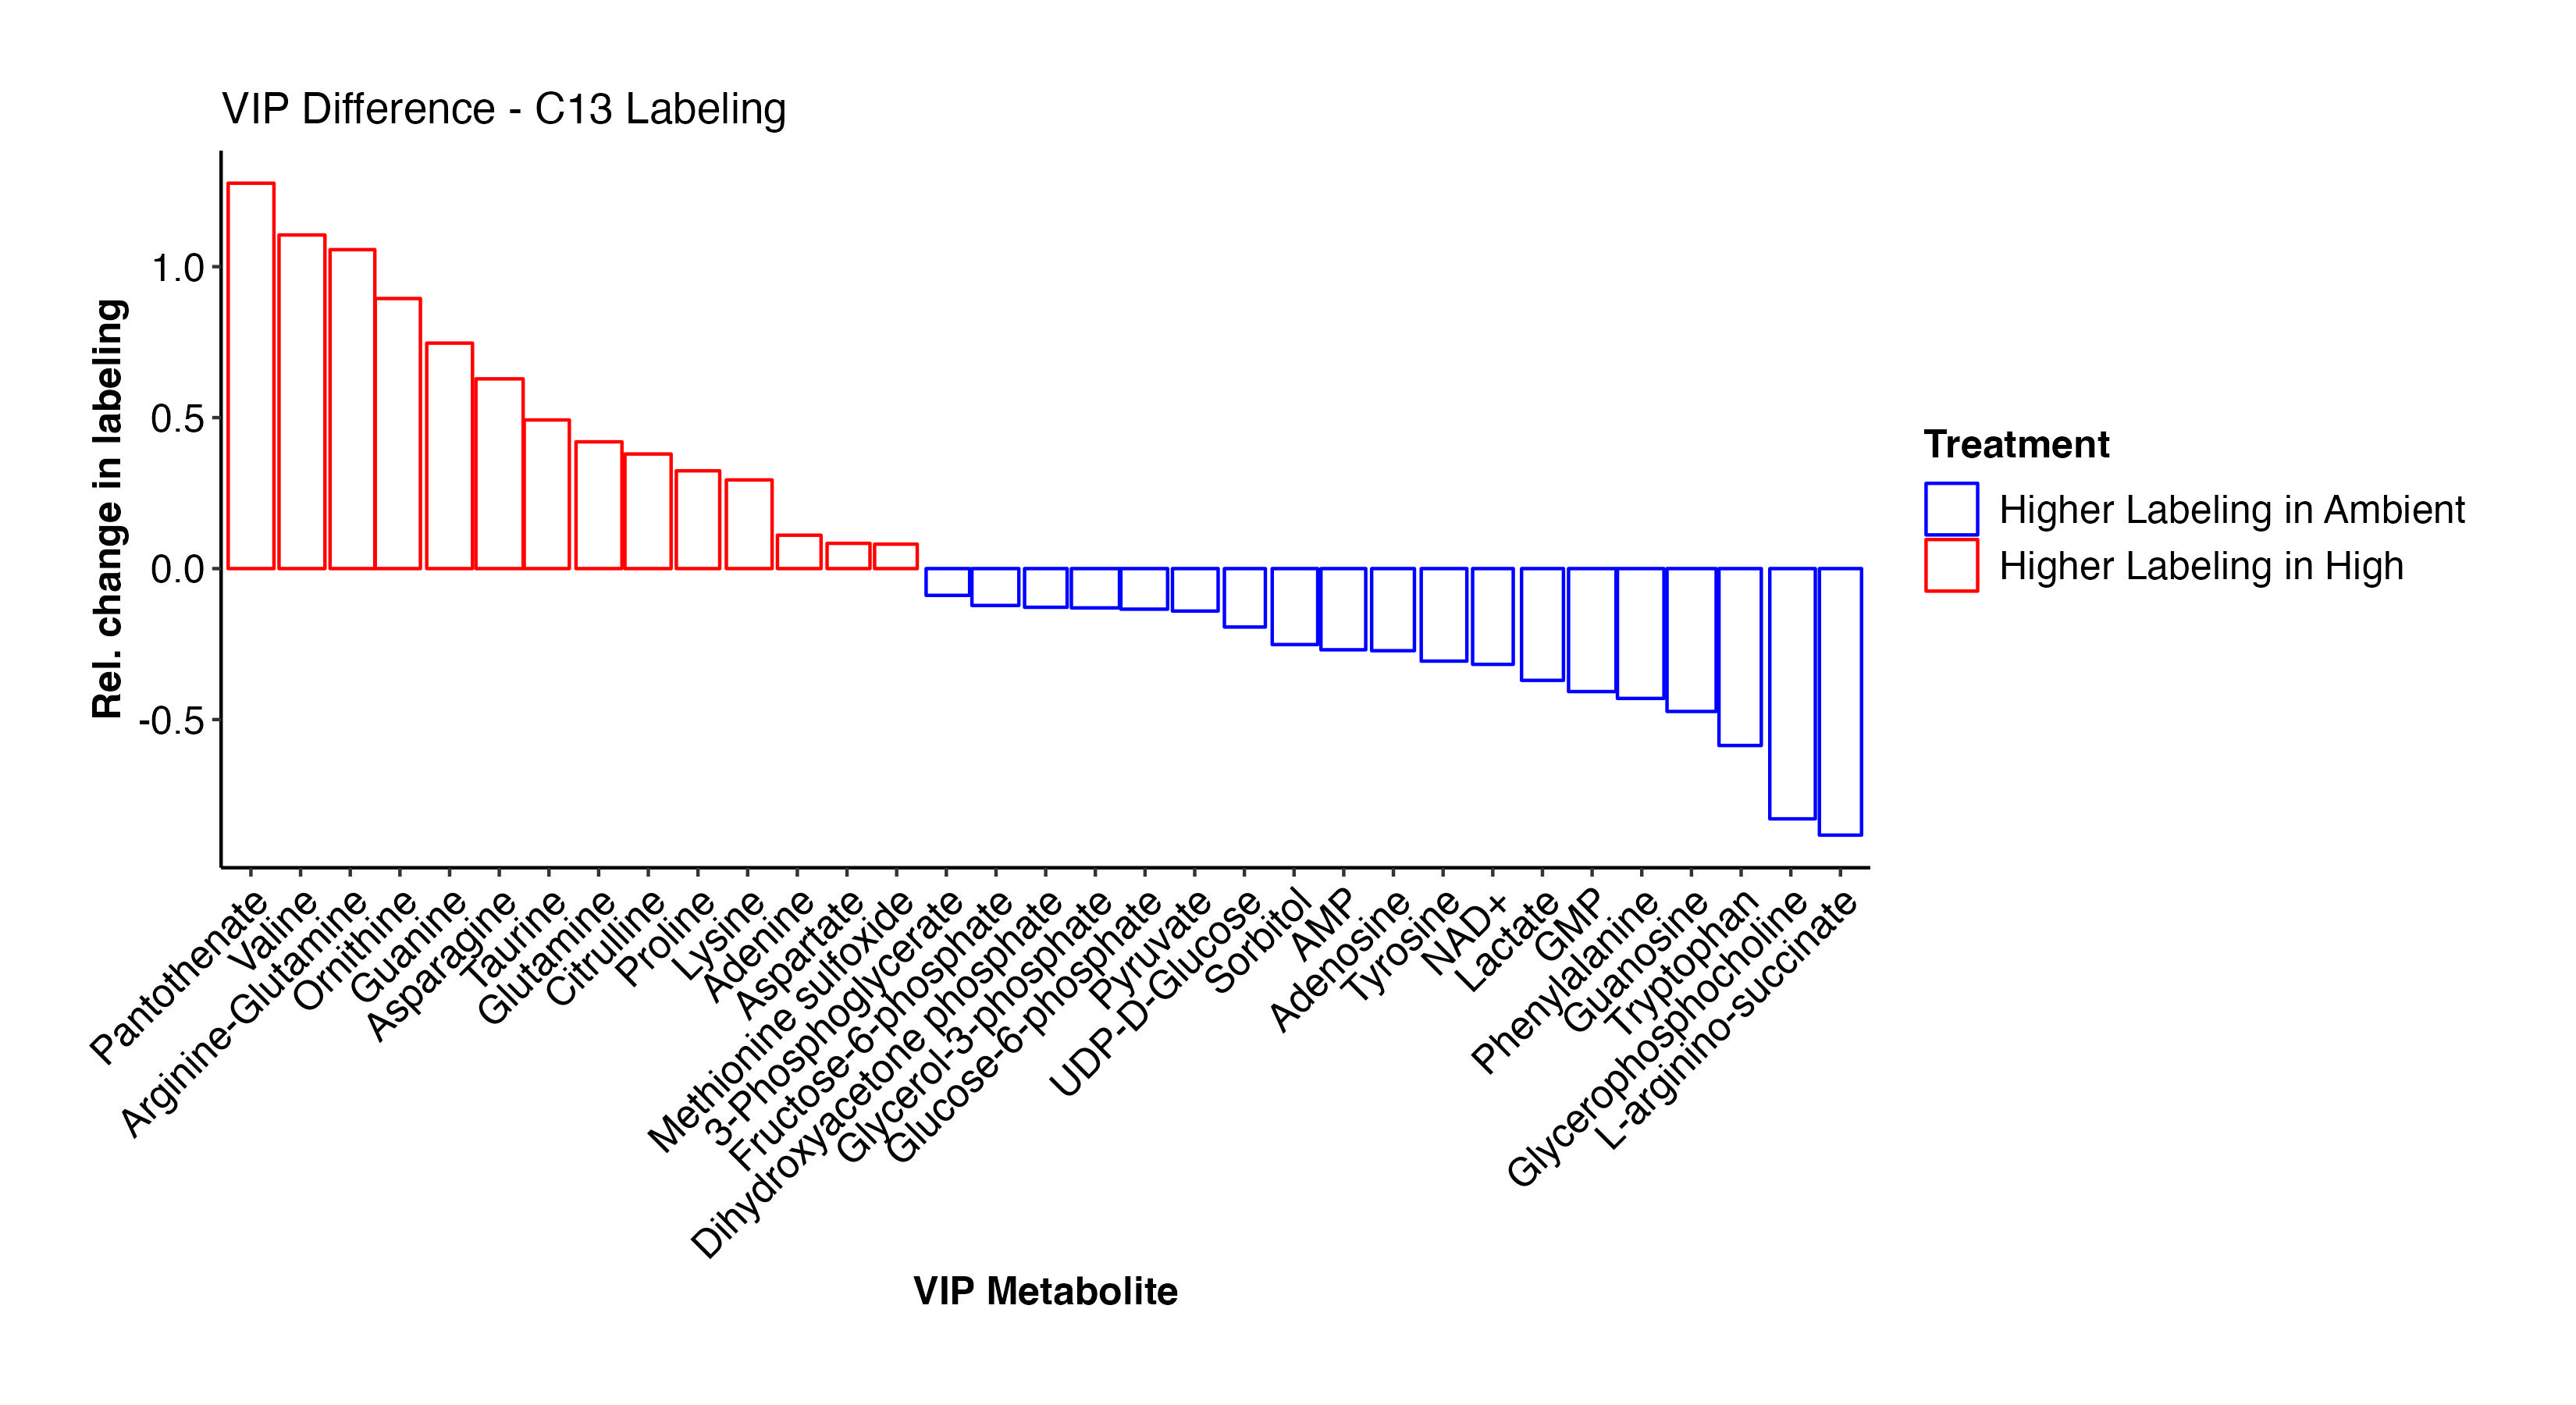 VIP Difference - C13 Labeling
Rel. change in labeling
1.0
0.5
0.0
-0.5
Pantothenate
Valine
Arginine-Glutamine
Ornithine
Guanine
Asparagine
Taurine
Glutamine
Citrulline
Proline
Lysine
Adenine
Aspartate
Methionine sulfoxide
3-Phosphoglycerate
Fructose-6-phosphate
Dihydroxyacetone phosphate
Glycerol-3-phosphate
Glucose-6-phosphate
Pyruvate
UDP-D-Glucose
Sorbitol
AMP
Adenosine
Tyrosine
NAD+
Lactate
GMP
Phenylalanine
Guanosine
Tryptophan
Glycerophosphocholine
L-arginino-succinate
VIP Metabolite
Treatment
Higher Labeling in Ambient
Higher Labeling in High